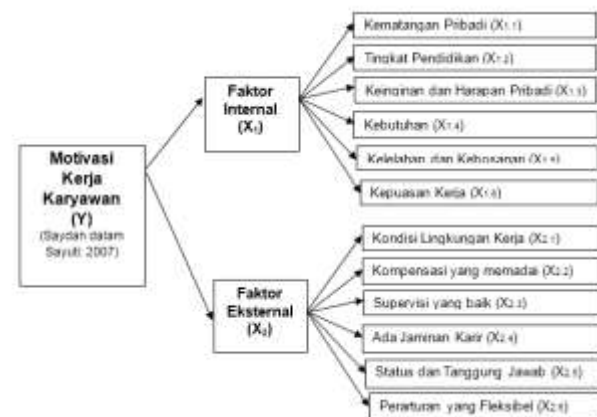 Motivasi
Kerja
Karyawan
(Y)
(Saydan dalam
Sayuti: 2007)
Faktor
Internal
(X₁)
Kematangan Pribadi (X1.1)
Tingkat Pendidikan (X1.2)
Keinginan dan Harapan Pribadi (X1.3)
Kebutuhan (X1.4)
Kelelahan dan Kebosanan (X1.5)
Kepuasan Kerja (X1.6)
Faktor
Eksternal
(X₂)
Kondisi Lingkungan Kerja (X2.1)
Kompensasi yang memadai (X2.2)
Supervisi yang baik (X2.3)
Ada Jaminan Karir (X2.4)
Status dan Tanggung Jawab (X2.5)
Perarturan yang Fleksibel (X2.6)